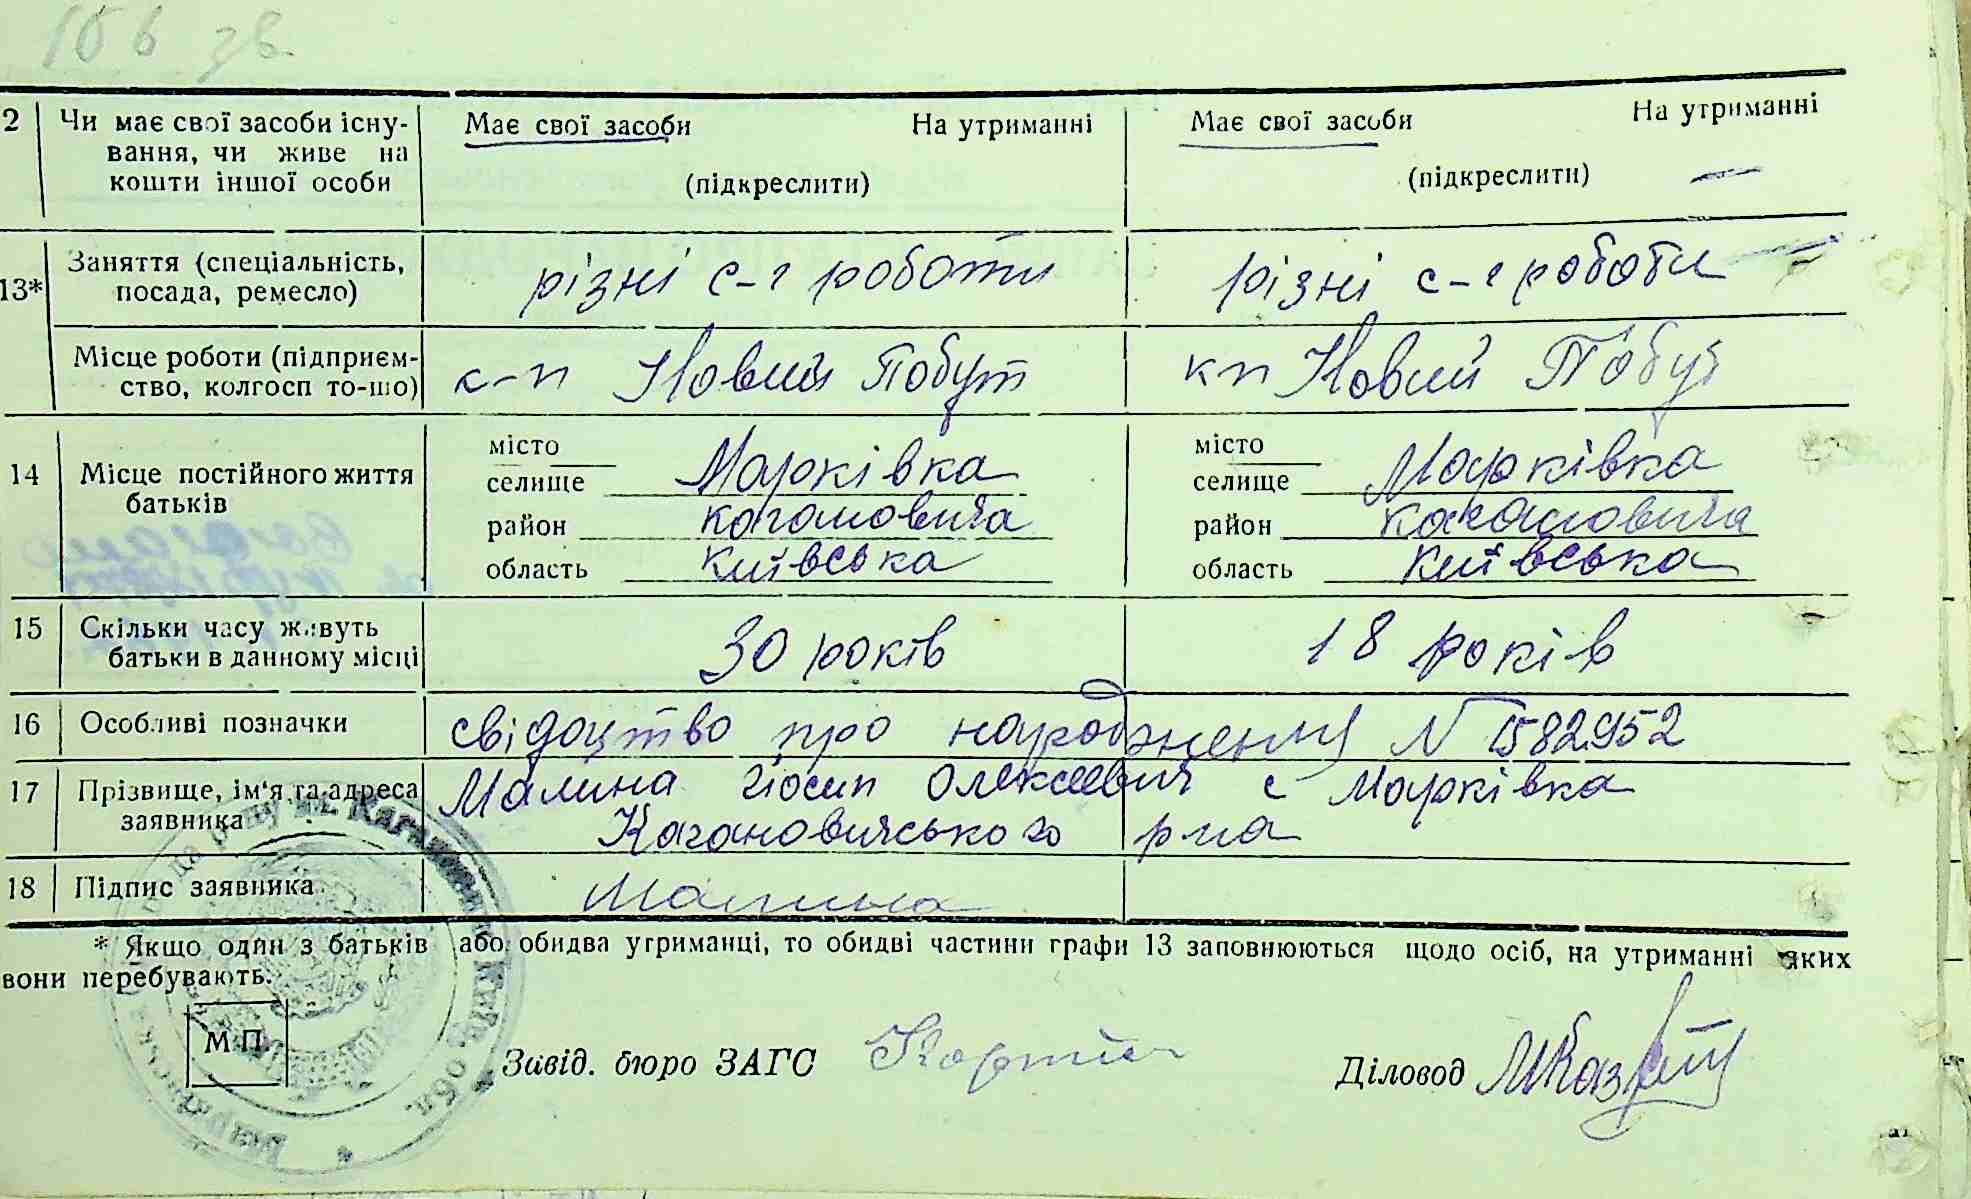 166 зв.
2 Чи має свої засоби існу- Має свої засоби На утриманні Має свої засоби На утриманні
вання, чи живе на
кошти іншої особи (підкреслити) (підкреслити)
13* Заняття (спеціальність, різні с-г роботи різні с-г роботи
посада, ремесло)
Місце роботи (підприєм- к-п Новий Побут кп Новий Побут
ство, колгосп то-що)
14 Місце постійного життя батьків
місто
селище Марківка
район Кагановича
область Київська
місто
селище Марківка
район Кагановича
область Київська
15 Скільки часу живуть 30 років 18 років
батьки в данному місці
16 Особливі позначки свідоцтво про народження N 1582952
17 Прізвище, ім'я та адреса Малина Йосип Олексеевич с Марківка
заявника Кагановичського р-на
18 Підпис заявника Малина
* Якщо один з батьків або обидва утриманці, то обидві частини графи 13 заповнюються щодо осіб, на утриманні яких
вони перебувають.
М.П.
Завід. бюро ЗАГС
Діловод